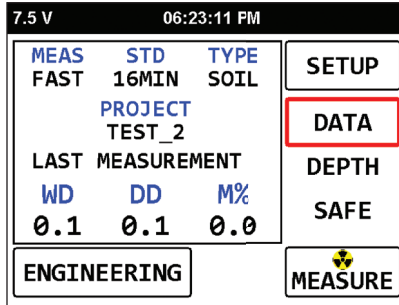 7.5 V 06:23:11 PM
MEAS STD TYPE
FAST 16MIN SOIL
PROJECT
TEST_2
LAST MEASUREMENT
WD DD M%
0.1 0.1 0.0
SETUP
DATA
DEPTH
SAFE
ENGINEERING
MEASURE